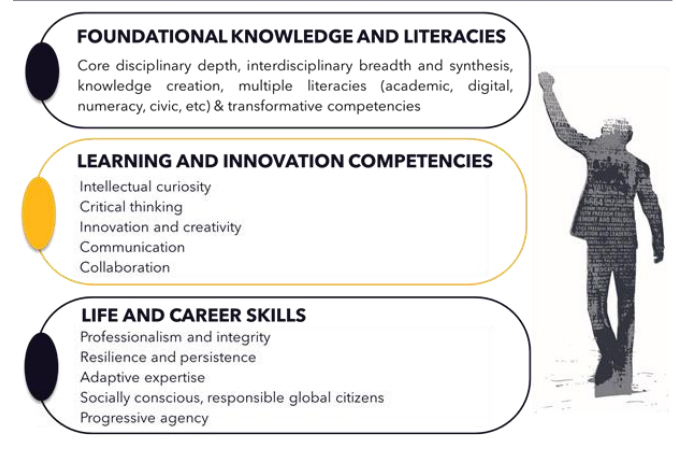 FOUNDATIONAL KNOWLEDGE AND LITERACIES
Core disciplinary depth, interdisciplinary breadth and synthesis,
knowledge creation, multiple literacies (academic, digital,
numeracy, civic, etc) & transformative competencies
LEARNING AND INNOVATION COMPETENCIES
Intellectual curiosity
Critical thinking
Innovation and creativity
Communication
Collaboration
LIFE AND CAREER SKILLS
Professionalism and integrity
Resilience and persistence
Adaptive expertise
Socially conscious, responsible global citizens
Progressive agency